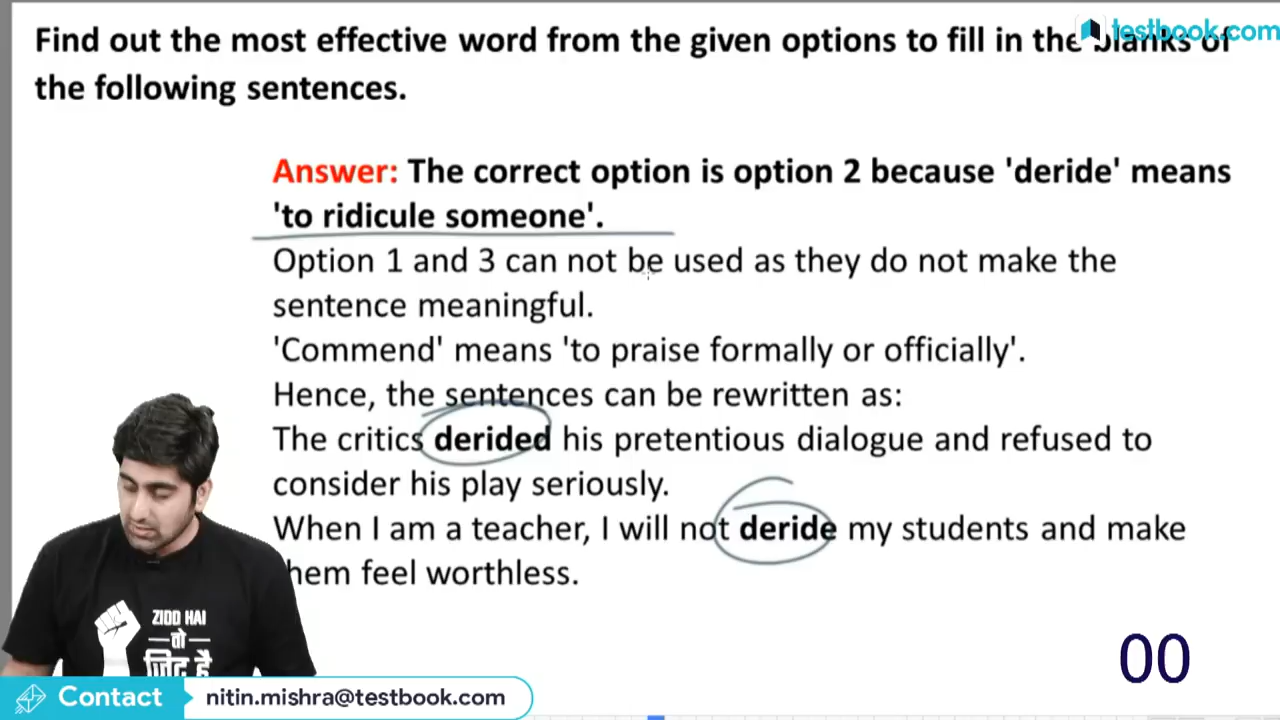 Find out the most effective word from the given options to fill in the blanks of
testbook.com
the following sentences.
Answer: The correct option is option 2 because 'deride' means
'to ridicule someone'.
Option 1 and 3 can not be used as they do not make the
sentence meaningful.
'Commend' means 'to praise formally or officially'.
Hence, the sentences can be rewritten as:
The critics derided his pretentious dialogue and refused to
consider his play seriously.
When I am a teacher, I will not deride my students and make
them feel worthless.
ZIDD HAI
तो
ज़िद है
00
Contact
nitin.mishra@testbook.com